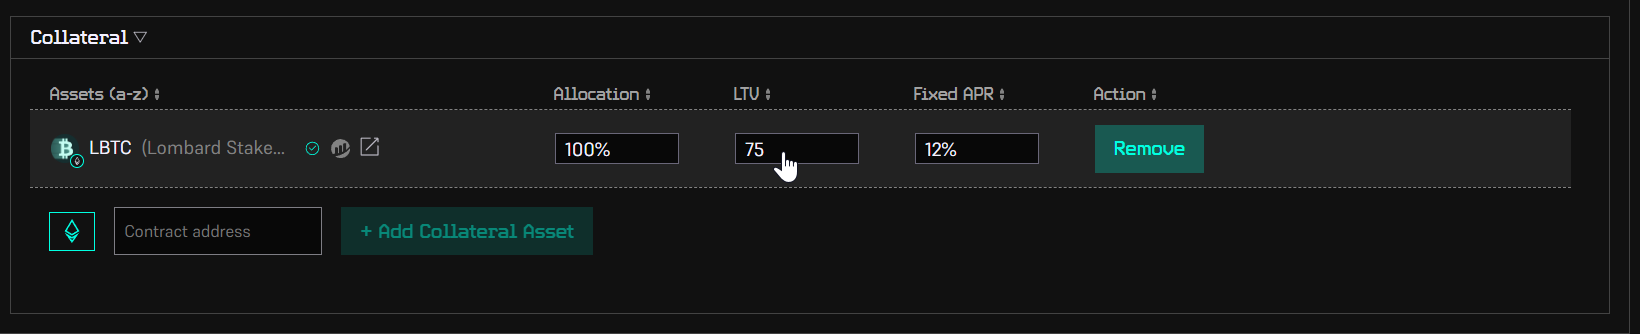 Collateral
Assets (a-z) Allocation LTV Fixed APR Action
LBTC (Lombard Stake... 100% 75 12% Remove
Contract address + Add Collateral Asset